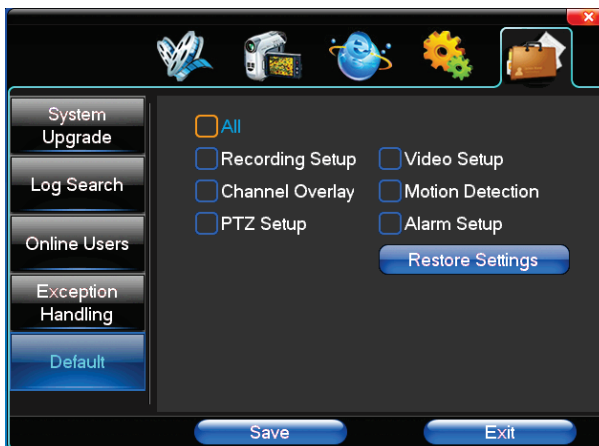 System
Upgrade
Log Search
Online Users
Exception
Handling
Default
All
Recording Setup
Video Setup
Channel Overlay
Motion Detection
PTZ Setup
Alarm Setup
Restore Settings
Save
Exit